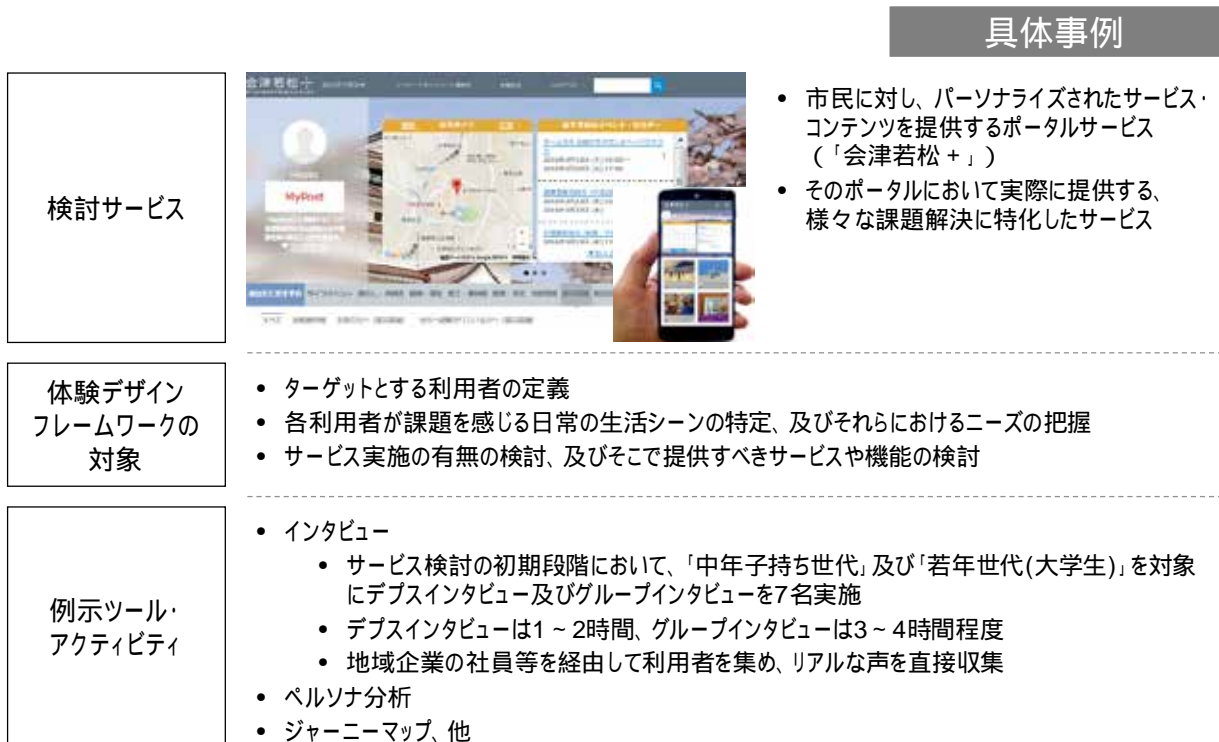 具体事例
検討サービス
会津若松+
MyPost
• 市民に対し、パーソナライズされたサービス・
コンテンツを提供するポータルサービス
(「会津若松+」)
• そのポータルにおいて実際に提供する、
様々な課題解決に特化したサービス
体験デザイン
フレームワークの
対象
• ターゲットとする利用者の定義
• 各利用者が課題を感じる日常の生活シーンの特定、及びそれらにおけるニーズの把握
• サービス実施の有無の検討、及びそこで提供すべきサービスや機能の検討
例示ツール・
アクティビティ
• インタビュー
• サービス検討の初期段階において、「中年子持ち世代」及び「若年世代(大学生)」を対象
にデプスインタビュー及びグループインタビューを7名実施
• デプスインタビューは1~2時間、グループインタビューは3~4時間程度
• 地域企業の社員等を経由して利用者を集め、リアルな声を直接収集
• ペルソナ分析
• ジャーニーマップ、他